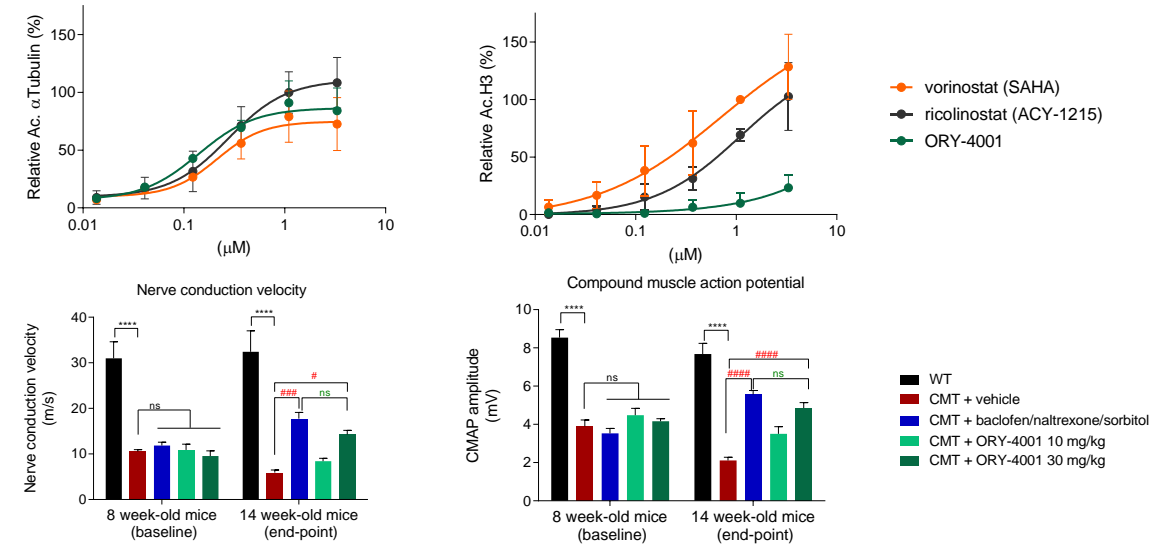 Relative Ac. αTubulin (%)
150
100
50
0
0.01
0.1
1
10
(μM)
Relative Ac.H3 (%)
150
100
50
0
0.01
0.1
1
10
(μM)
vorinostat (SAHA)
ricolinostat (ACY-1215)
ORY-4001
Nerve conduction velocity
Nerve conduction velocity
(m/s)
40
30
20
10
0
****
ns
****
#
###
ns
8 week-old mice
(baseline)
14 week-old mice
(end-point)
Compound muscle action potential
CMAP amplitude
(mV)
10
8
6
4
2
0
****
ns
****
####
####
ns
8 week-old mice
(baseline)
14 week-old mice
(end-point)
WT
CMT + vehicle
CMT + baclofen/naltrexone/sorbitol
CMT + ORY-4001 10 mg/kg
CMT + ORY-4001 30 mg/kg